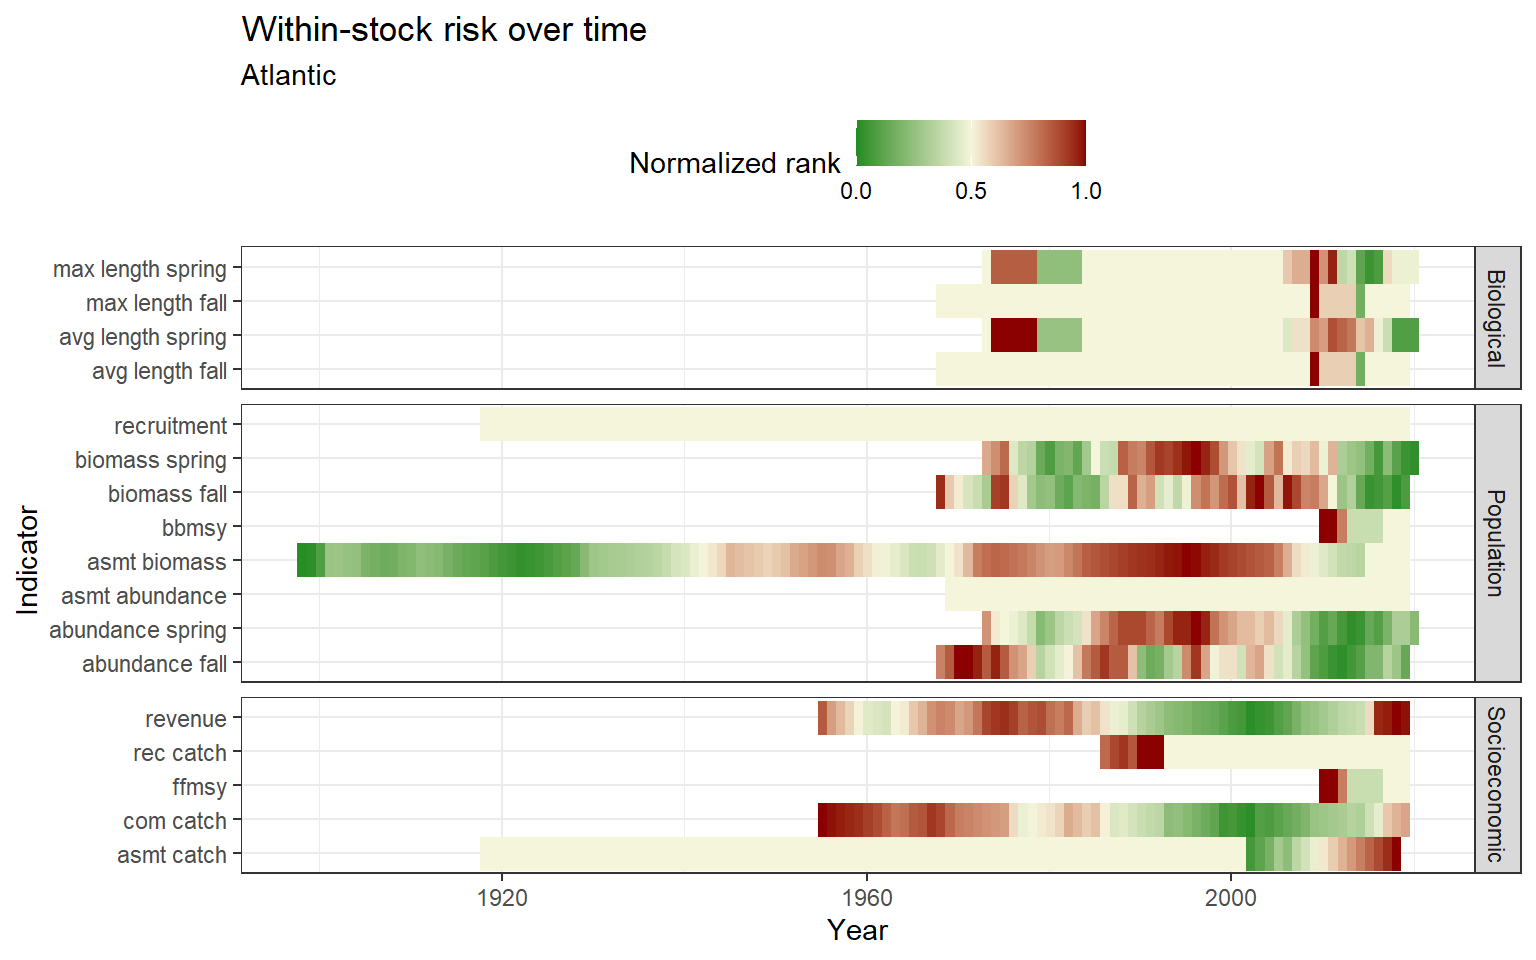 Within-stock risk over time
Atlantic
Normalized rank
0.0 0.5 1.0
max length spring
max length fall
avg length spring
avg length fall
Biological
recruitment
biomass spring
biomass fall
bbmsy
asmt biomass
asmt abundance
abundance spring
abundance fall
Population
revenue
rec catch
ffmsy
com catch
asmt catch
Socioeconomic
Indicator
1920 1960 2000
Year